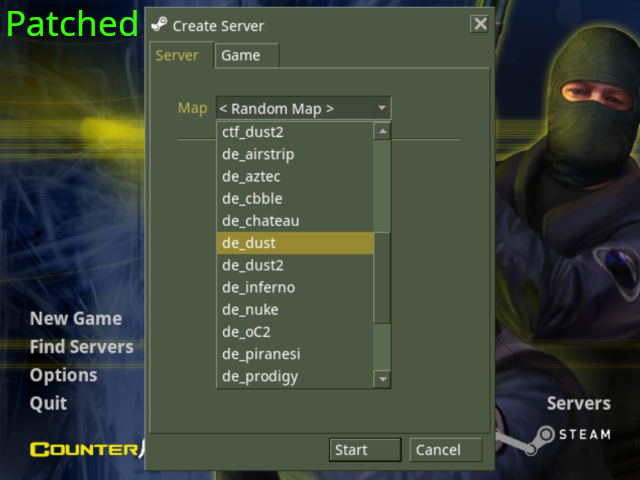 Patched
Create Server
Server
Game
Map
< Random Map >
ctf_dust2
de_airstrip
de_aztec
de_cbble
de_chateau
de_dust
de_dust2
de_inferno
de_nuke
de_oC2
de_piranesi
de_prodigy
New Game
Find Servers
Options
Quit
Servers
STEAM
COUNTER
Start
Cancel